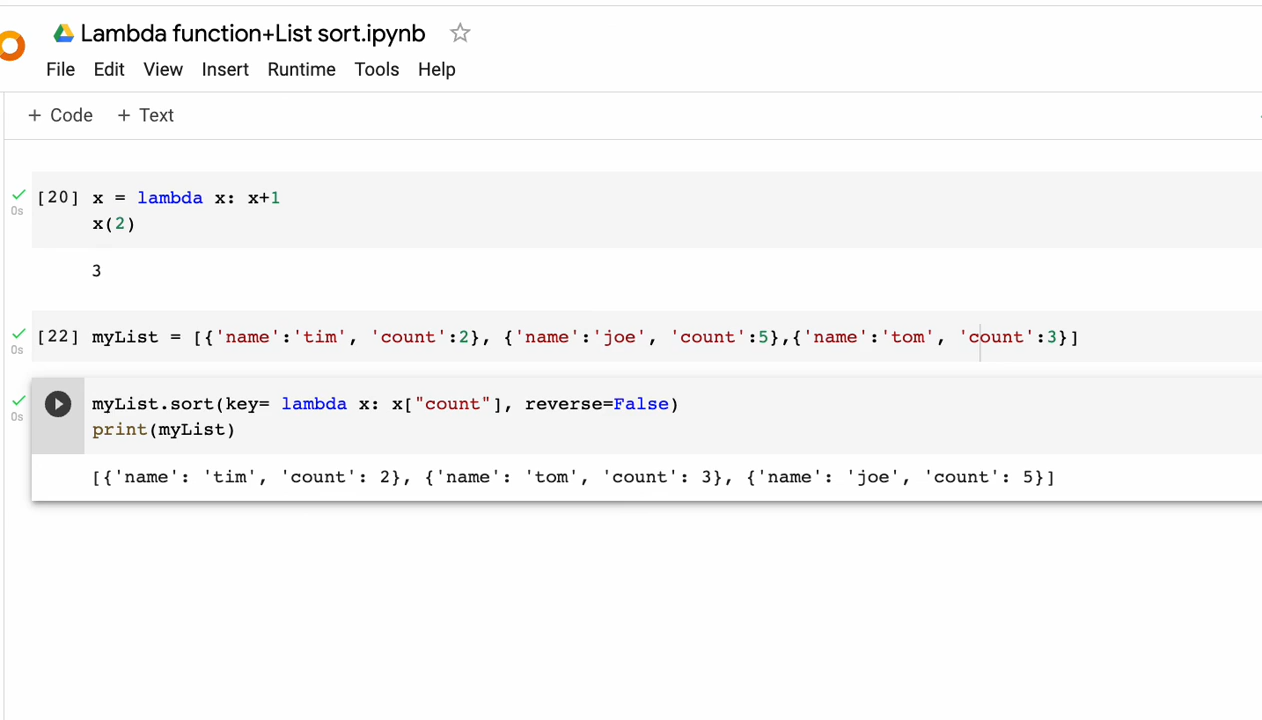 Lambda function+List sort.ipynb
File Edit View Insert Runtime Tools Help
+ Code + Text
[20] x = lambda x: x+1
0s
x(2)
3
[22] myList = [{'name':'tim', 'count':2}, {'name':'joe', 'count':5},{'name':'tom', 'count':3}]
0s
myList.sort(key= lambda x: x["count"], reverse=False)
0s
print(myList)
[{'name': 'tim', 'count': 2}, {'name': 'tom', 'count': 3}, {'name': 'joe', 'count': 5}]